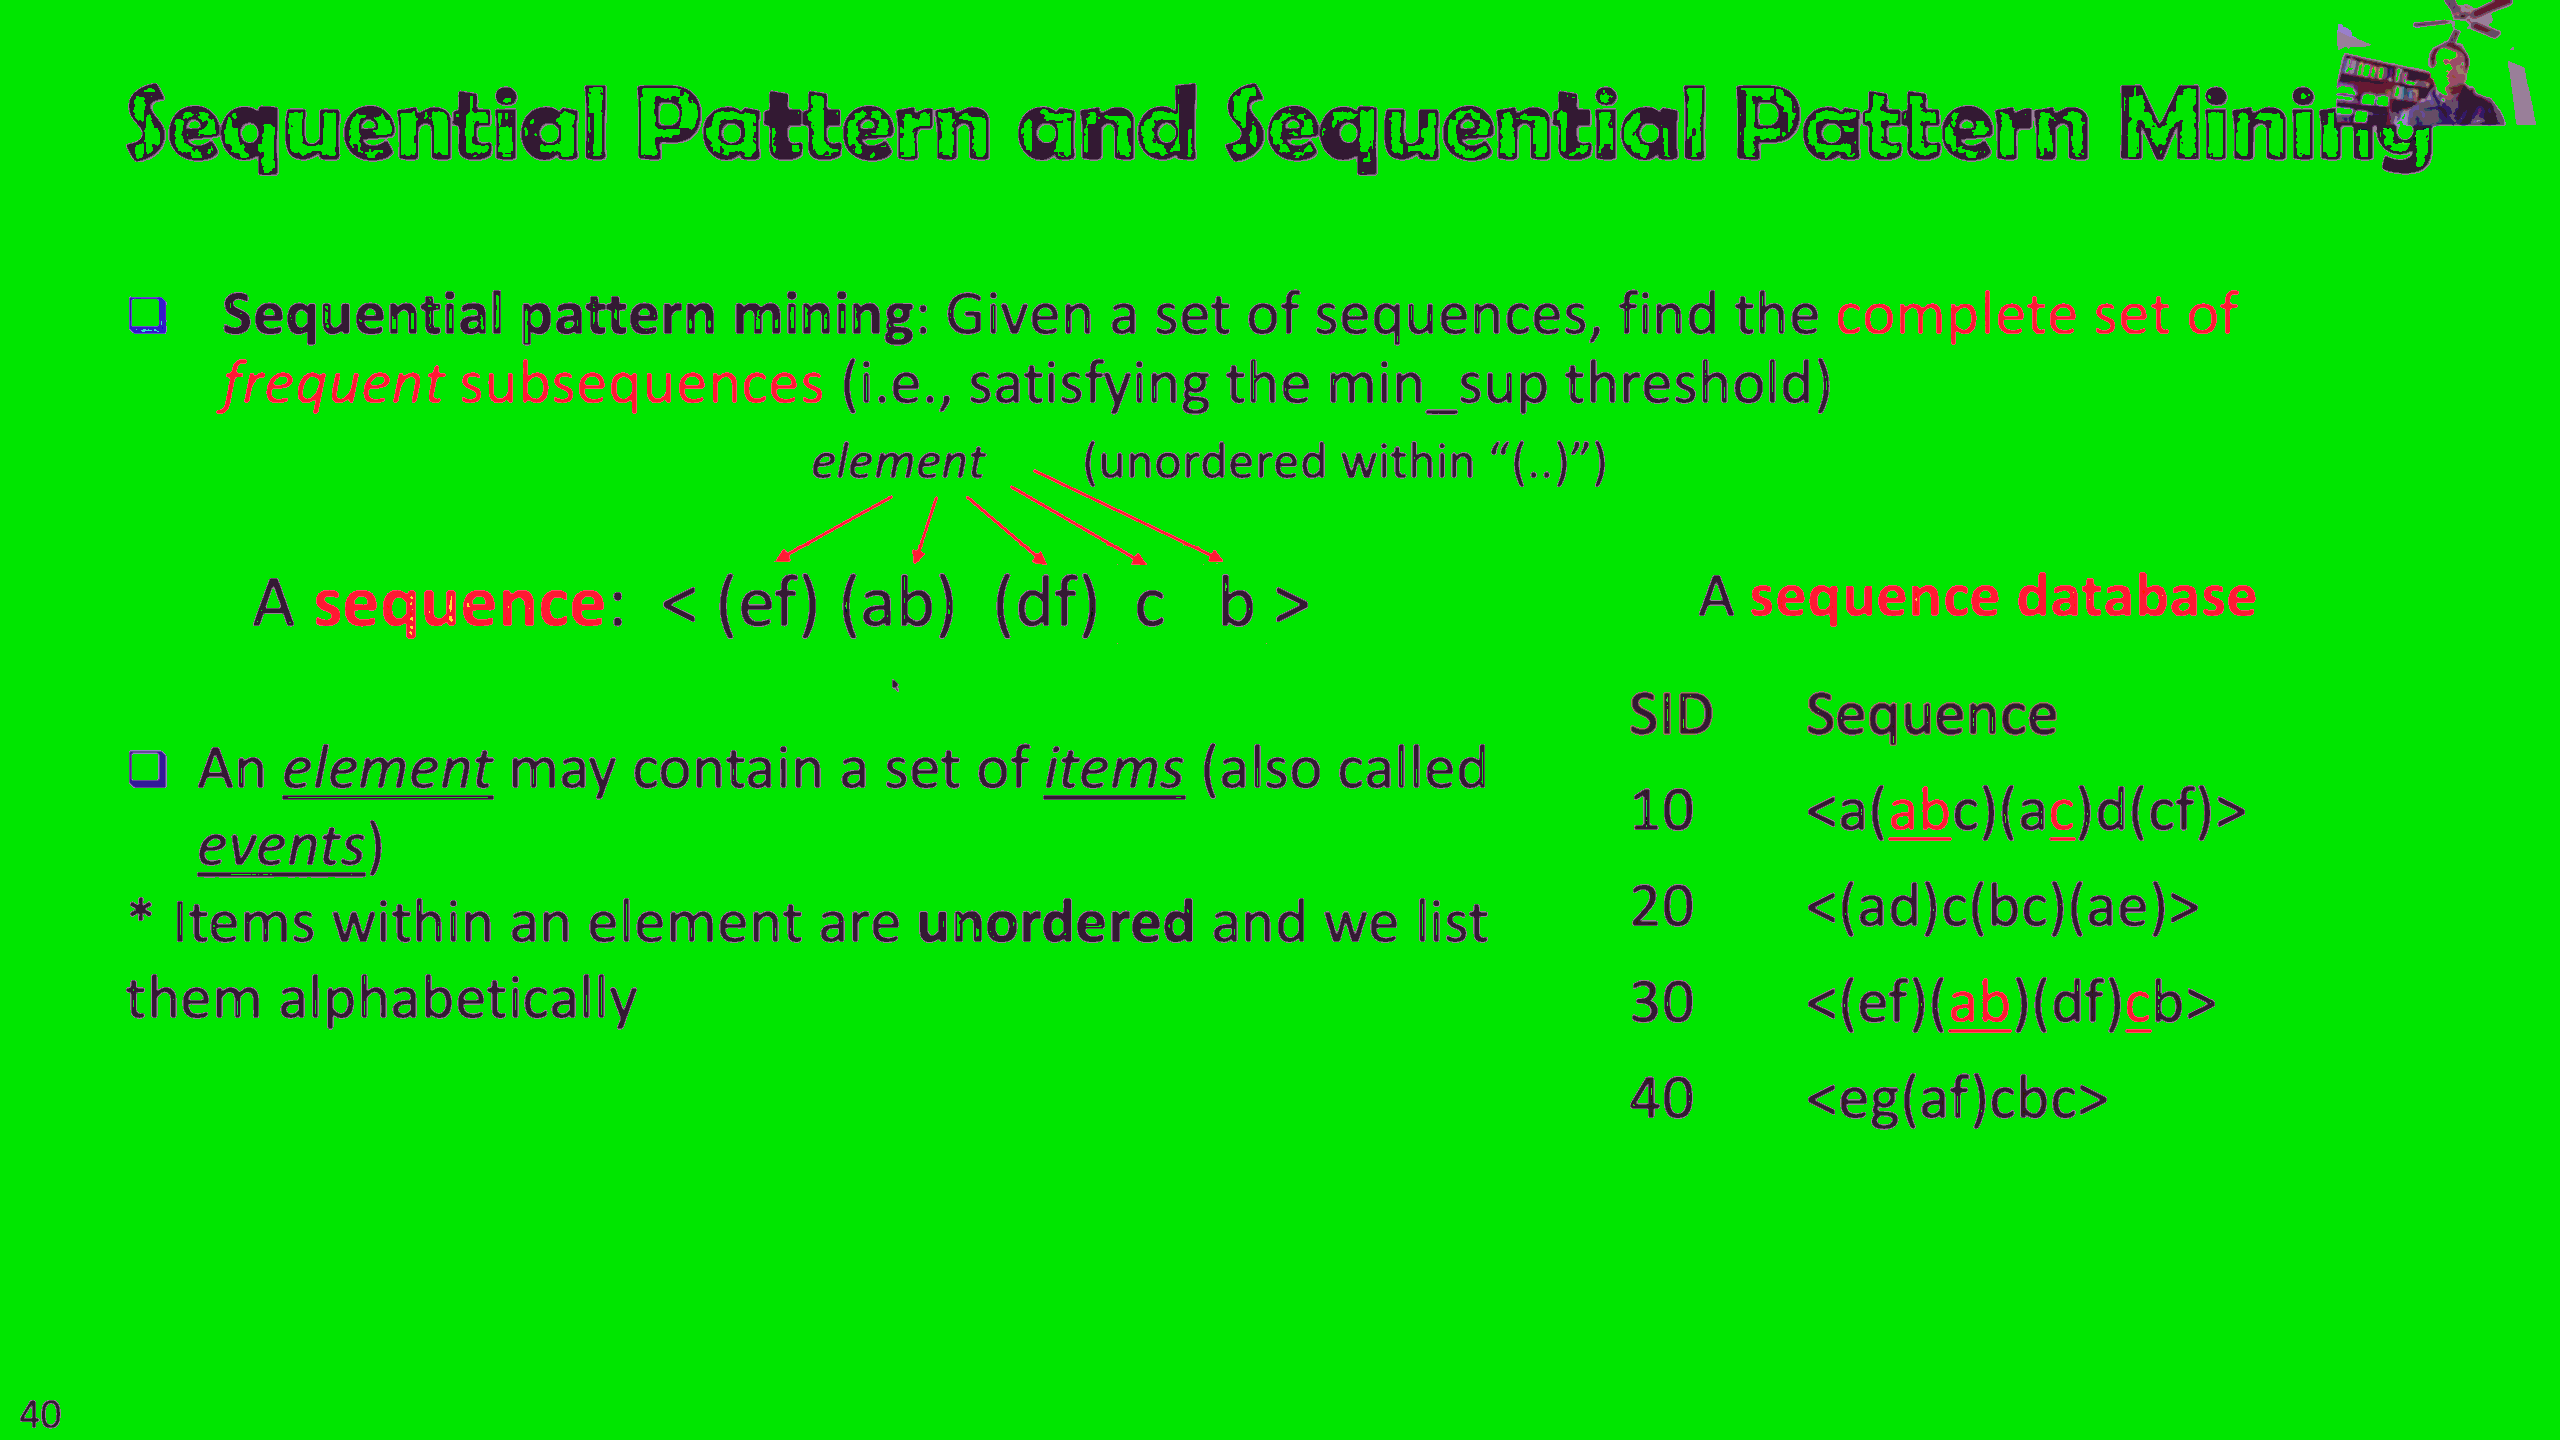 Sequential Pattern and Sequential Pattern Mining
❑ Sequential pattern mining: Given a set of sequences, find the complete set of
frequent subsequences (i.e., satisfying the min_sup threshold)
element (unordered within “(..)”)
A sequence: < (ef) (ab) (df) c b >
❑ An element may contain a set of items (also called
events)
* Items within an element are unordered and we list
them alphabetically
A sequence database
SID Sequence
10 <a(abc)(ac)d(cf)>
20 <(ad)c(bc)(ae)>
30 <(ef)(ab)(df)cb>
40 <eg(af)cbc>
40